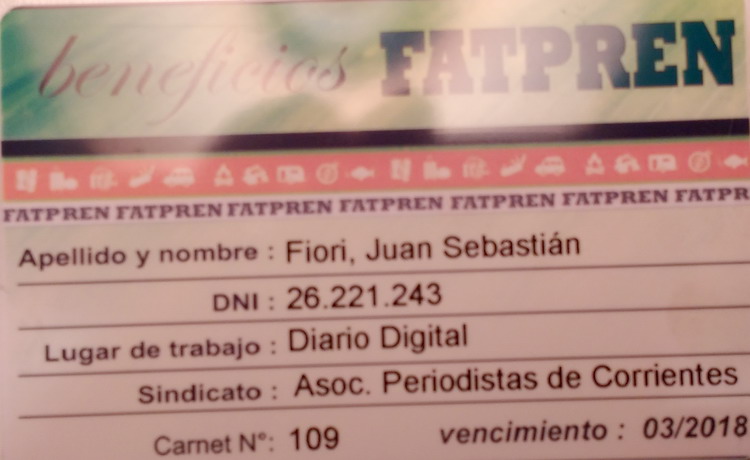 beneficios FATPREN
FATPREN FATPREN FATPREN FATPREN FATPREN FATPREN FATPR
Apellido y nombre : Fiori, Juan Sebastián
DNI : 26.221.243
Lugar de trabajo : Diario Digital
Sindicato : Asoc. Periodistas de Corrientes
Carnet N°: 109 vencimiento : 03/2018